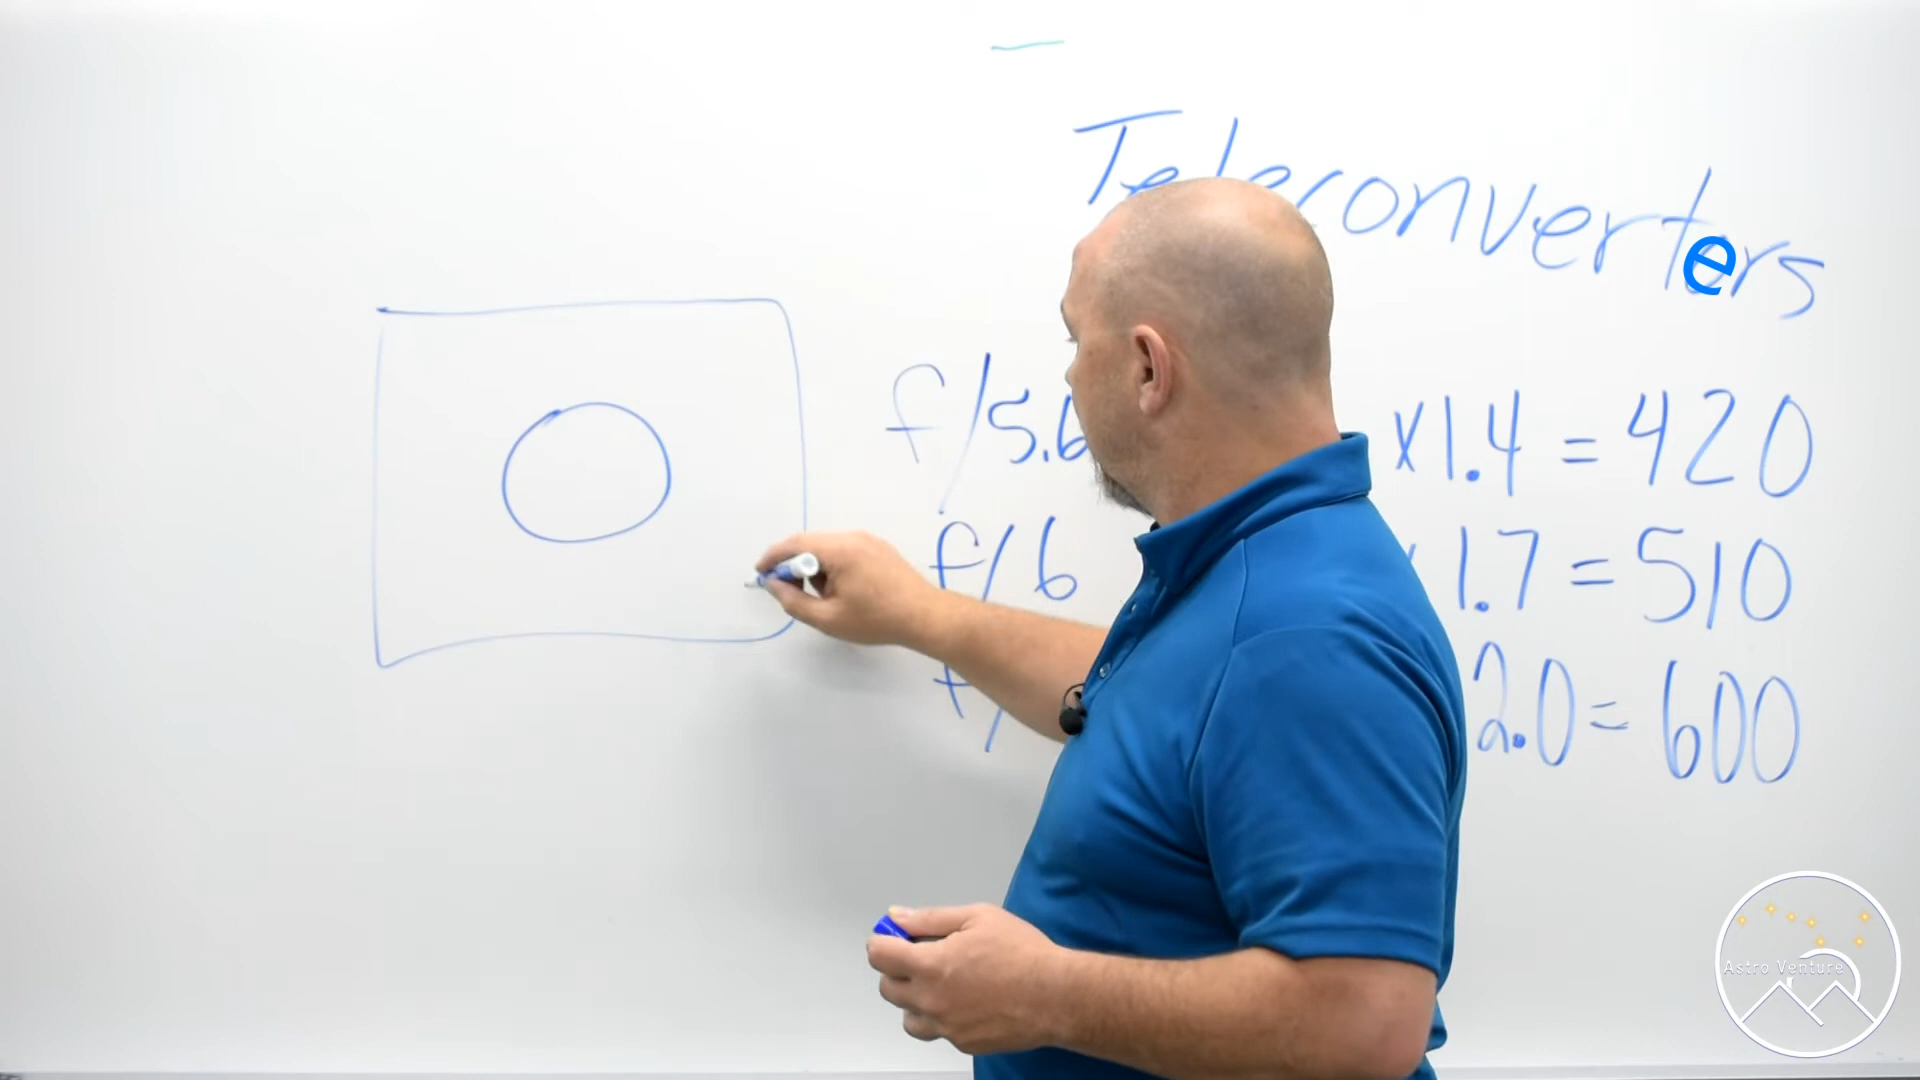 Teleconverters
f/5.6 x1.4 = 420
f/6 1.7 = 510
f/ 2.0 = 600
Astro Venture